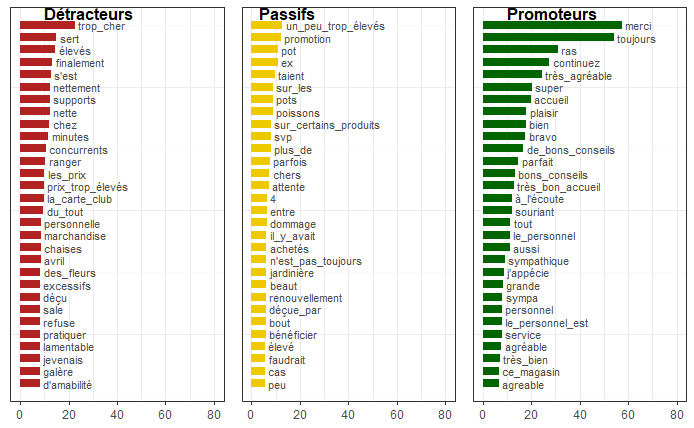 Détracteurs
trop_cher
sert
élevés
finalement
s'est
nettement
supports
nette
chez
minutes
concurrents
ranger
les_prix
prix_trop_élevés
la_carte_club
du_tout
personnelle
marchandise
chaises
avril
des_fleurs
excessifs
déçu
sale
refuse
pratiquer
lamentable
jevenais
galère
d'amabilité
0 20 40 60 80
Passifs
un_peu_trop_élevés
promotion
pot
ex
taient
sur_les
pots
poissons
sur_certains_produits
svp
plus_de
parfois
chers
attente
4
entre
dommage
il_y_avait
achetés
n'est_pas_toujours
jardinière
beaut
renouvellement
déçue_par
bout
bénéficier
élevé
faudrait
cas
peu
0 20 40 60 80
Promoteurs
merci
toujours
ras
continuez
très_agréable
super
accueil
plaisir
bien
bravo
de_bons_conseils
parfait
bons_conseils
très_bon_accueil
à_l'écoute
souriant
tout
le_personnel
aussi
sympathique
j'appécie
grande
sympa
personnel
le_personnel_est
service
agréable
très_bien
ce_magasin
agreable
0 20 40 60 80